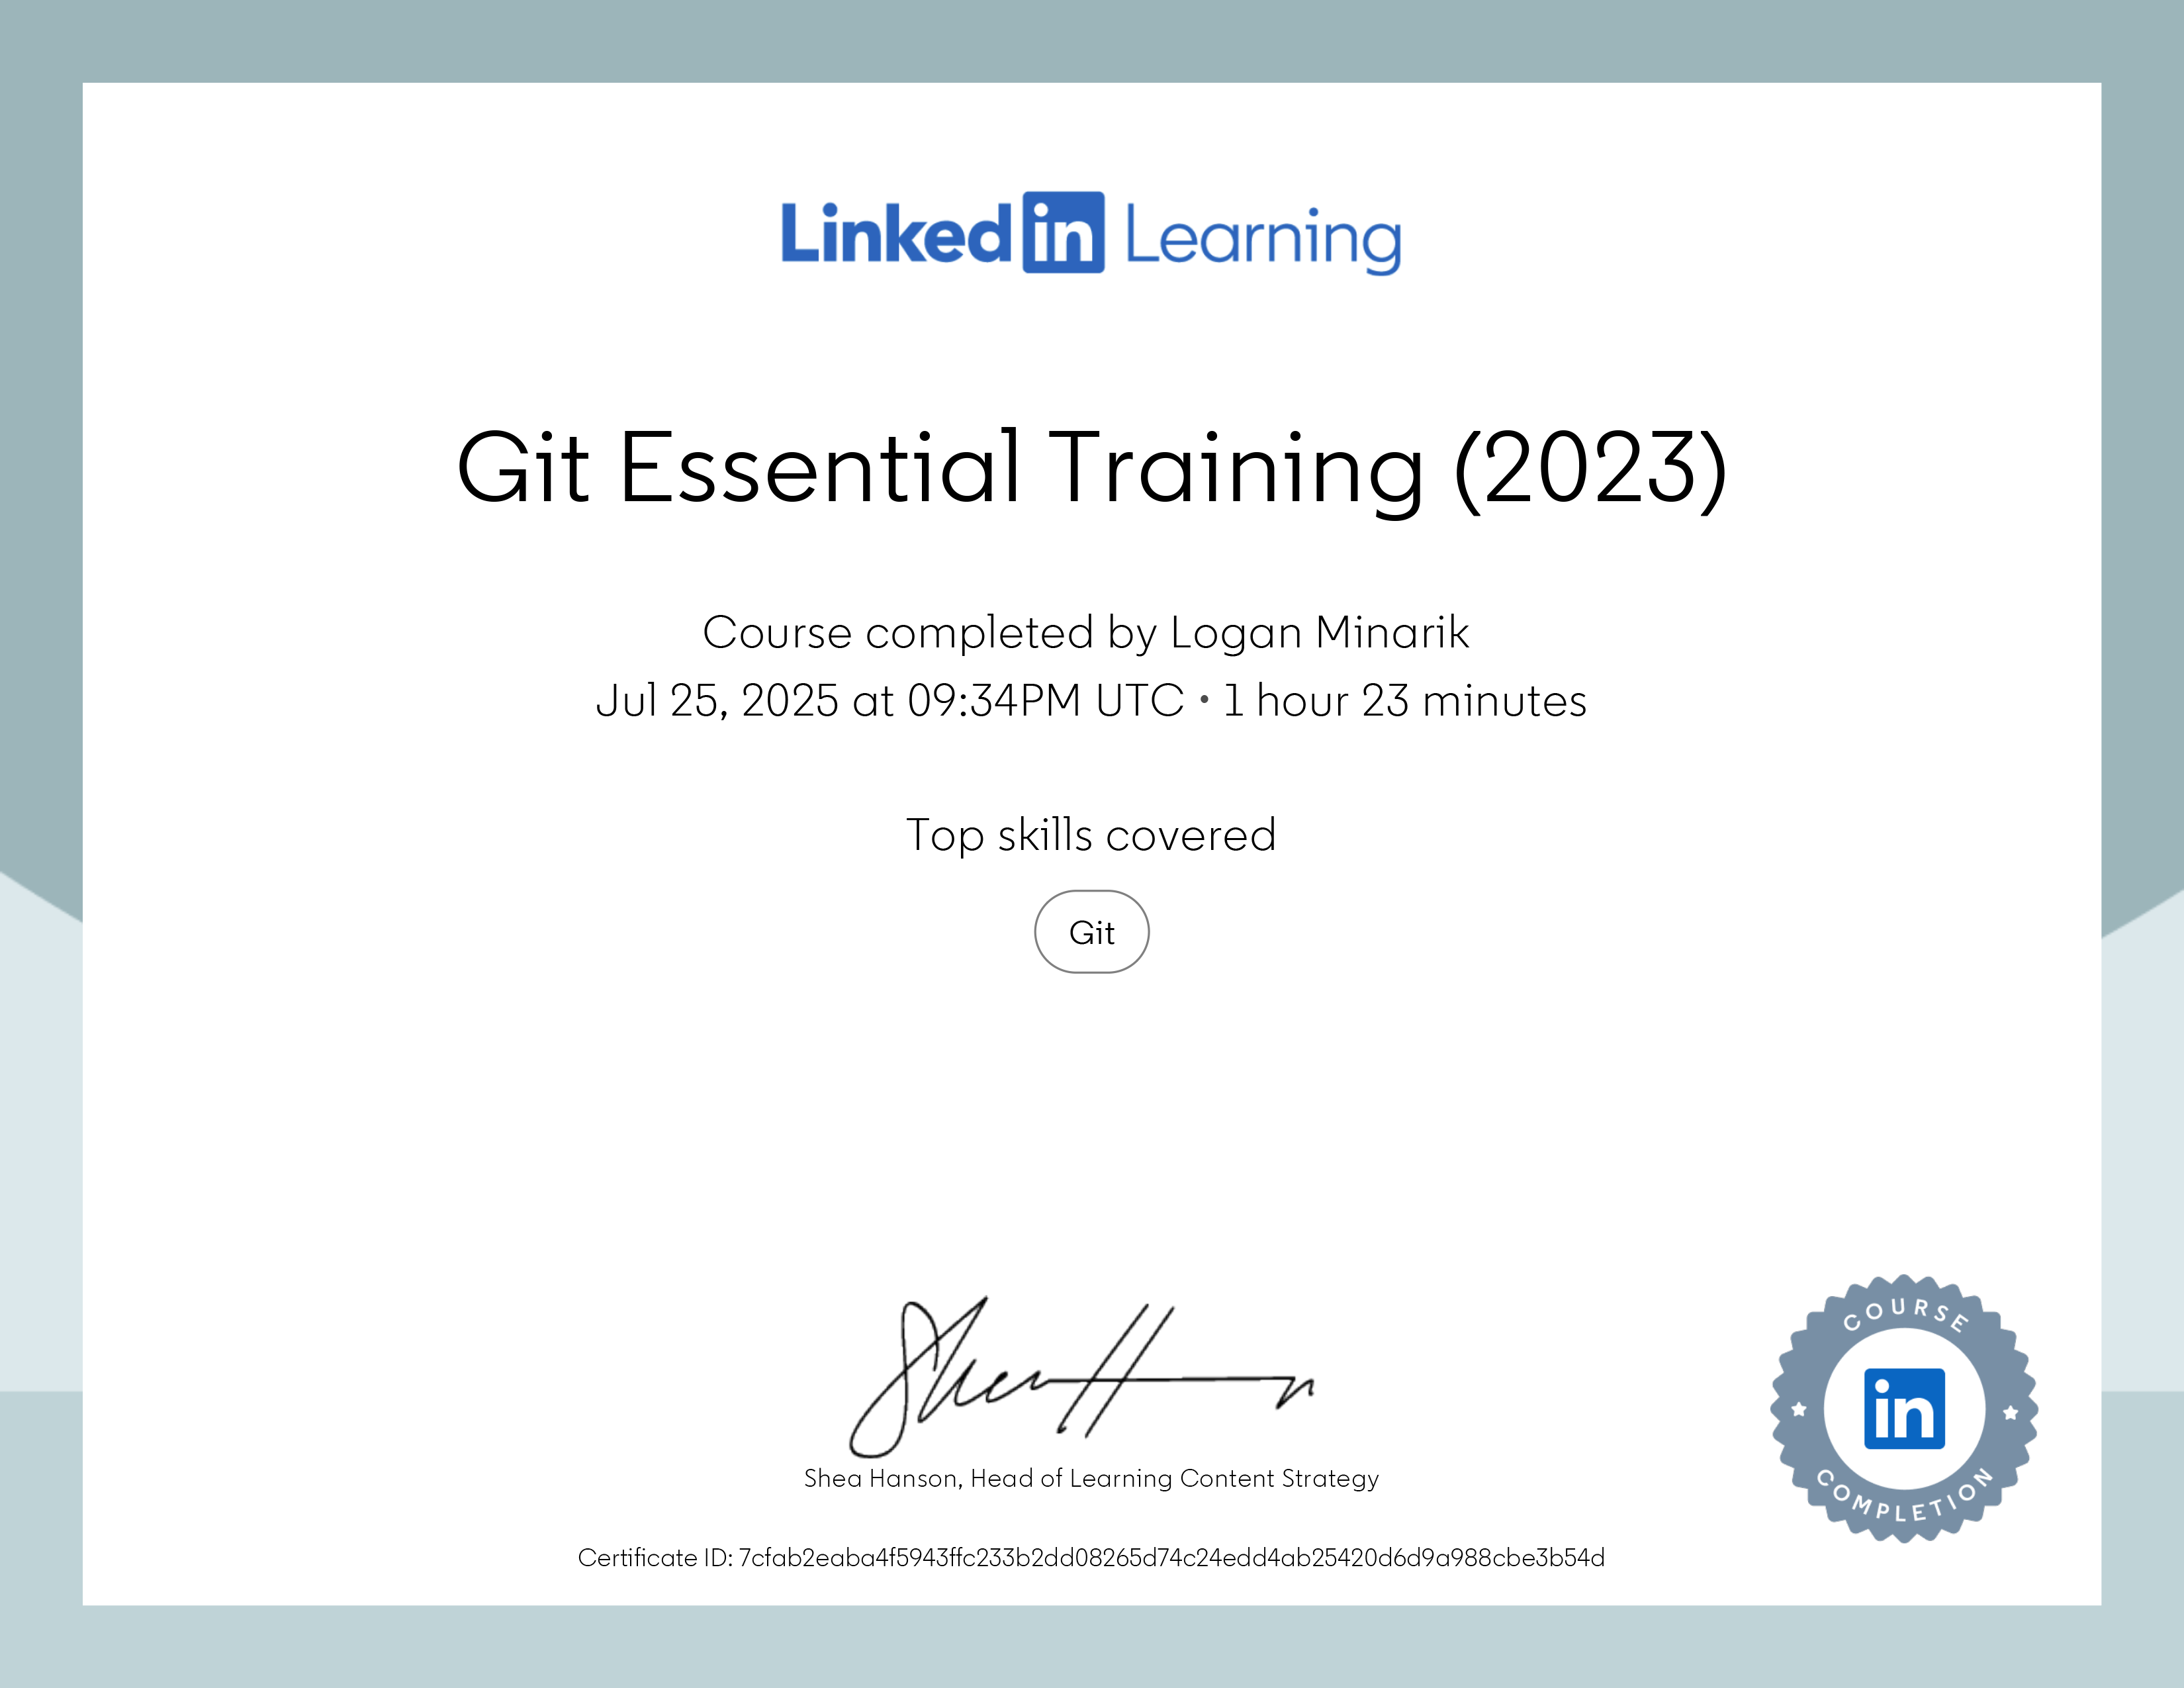 Linked in Learning
Git Essential Training (2023)
Course completed by Logan Minarik
Jul 25, 2025 at 09:34PM UTC • 1 hour 23 minutes
Top skills covered
Git
Shea Hanson, Head of Learning Content Strategy
Certificate ID: 7cfab2eaba4f5943ffc233b2dd08265d74c24edd4ab25420d6d9a988cbe3b54d
COURSE
in
COMPLETION